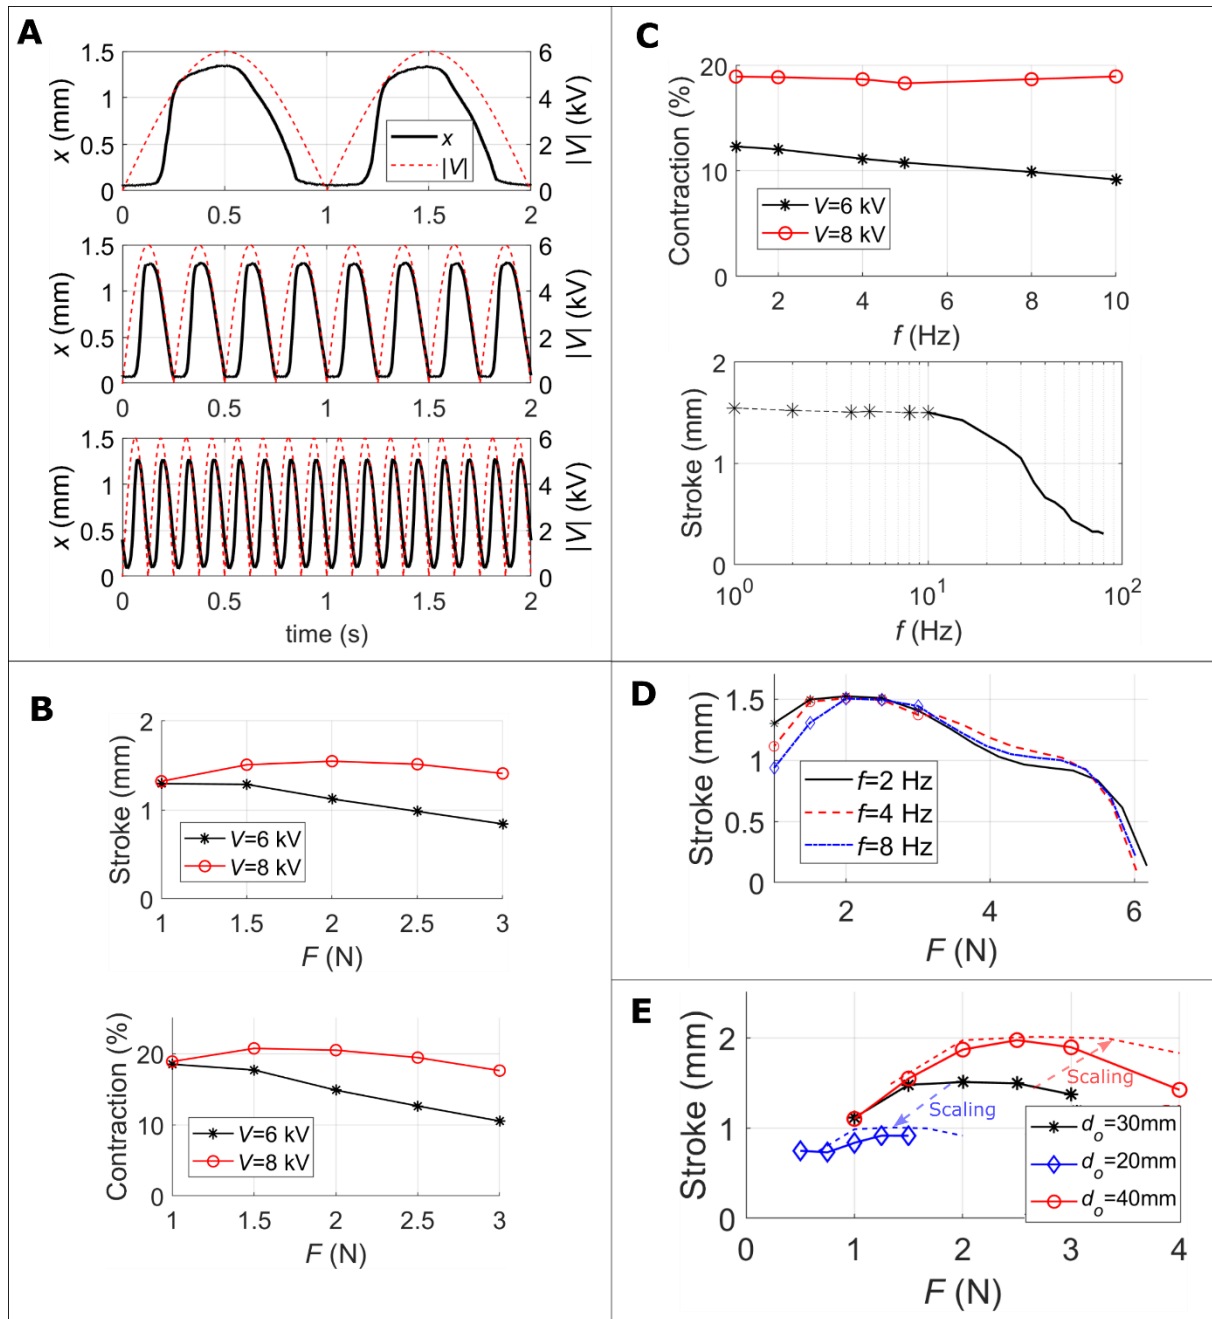 A
x (mm)
1.5
1
0.5
0
6
4
2
0
|V| (kV)
x
|V|
0
0.5
1
1.5
2
x (mm)
1.5
1
0.5
0
6
4
2
0
|V| (kV)
0
0.5
1
1.5
2
x (mm)
1.5
1
0.5
0
6
4
2
0
|V| (kV)
0
0.5
1
1.5
2
time (s)
C
Contraction (%)
20
10
0
V=6 kV
V=8 kV
2
4
6
8
10
f (Hz)
Stroke (mm)
2
1
0
10^0
10^1
10^2
f (Hz)
B
Stroke (mm)
2
1
0
V=6 kV
V=8 kV
1
1.5
2
2.5
3
F (N)
Contraction (%)
20
10
0
V=6 kV
V=8 kV
1
1.5
2
2.5
3
F (N)
D
Stroke (mm)
1.5
1
0.5
0
f=2 Hz
f=4 Hz
f=8 Hz
2
4
6
F (N)
E
Stroke (mm)
2
1
0
Scaling
Scaling
d_o=30mm
d_o=20mm
d_o=40mm
0
1
2
3
4
F (N)